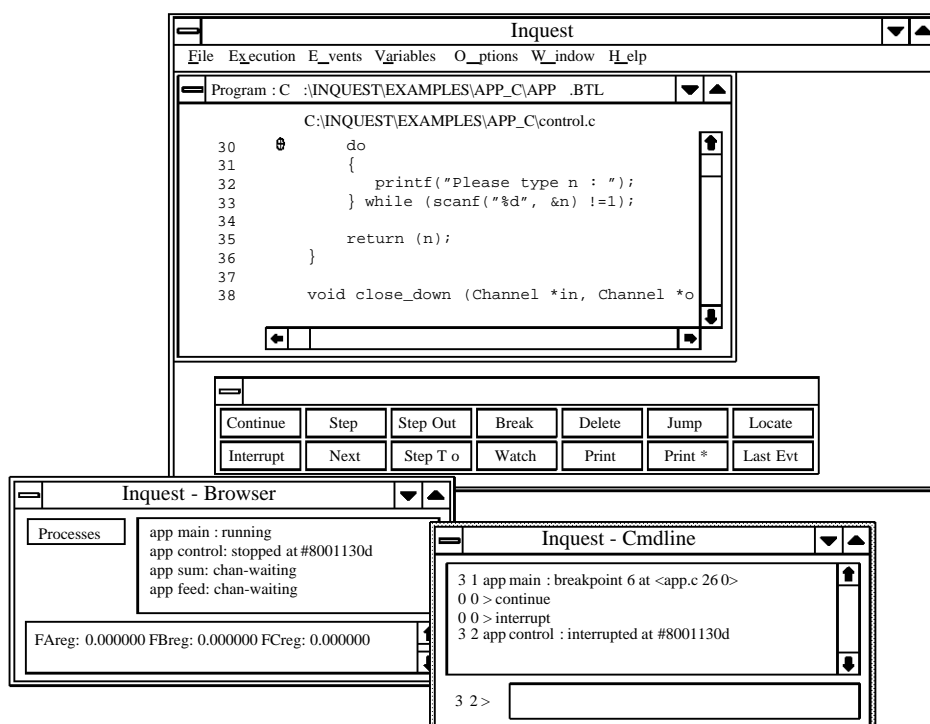 Inquest
File Execution E_vents Variables O_ptions W_indow H_elp
Program : C :\INQUEST\EXAMPLES\APP_C\APP .BTL
C:\INQUEST\EXAMPLES\APP_C\control.c
30 do
31 {
32 printf("Please type n : ");
33 } while (scanf("%d", &n) !=1);
34
35 return (n);
36 }
37
38 void close_down (Channel *in, Channel *o
Continue Step Step Out Break Delete Jump Locate
Interrupt Next Step T o Watch Print Print * Last Evt
Inquest - Browser
Processes
app main : running
app control: stopped at #8001130d
app sum: chan-waiting
app feed: chan-waiting
FAreg: 0.000000 FBreg: 0.000000 FCreg: 0.000000
Inquest - Cmdline
3 1 app main : breakpoint 6 at <app.c 26 0>
0 0 > continue
0 0 > interrupt
3 2 app control : interrupted at #8001130d
3 2 >